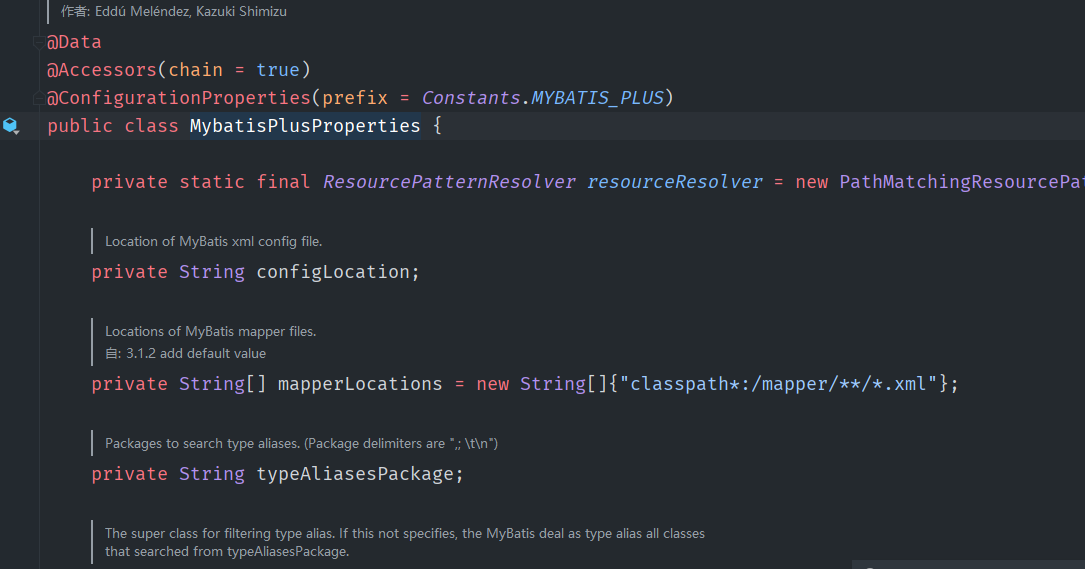 作者: Eddú Meléndez, Kazuki Shimizu
@Data
@Accessors(chain = true)
@ConfigurationProperties(prefix = Constants.MYBATIS_PLUS)
public class MybatisPlusProperties {
private static final ResourcePatternResolver resourceResolver = new PathMatchingResourcePat
Location of MyBatis xml config file.
private String configLocation;
Locations of MyBatis mapper files.
自: 3.1.2 add default value
private String[] mapperLocations = new String[]{"classpath*:/mapper/**/*.xml"};
Packages to search type aliases. (Package delimiters are ",; \t\n")
private String typeAliasesPackage;
The super class for filtering type alias. If this not specifies, the MyBatis deal as type alias all classes
that searched from typeAliasesPackage.